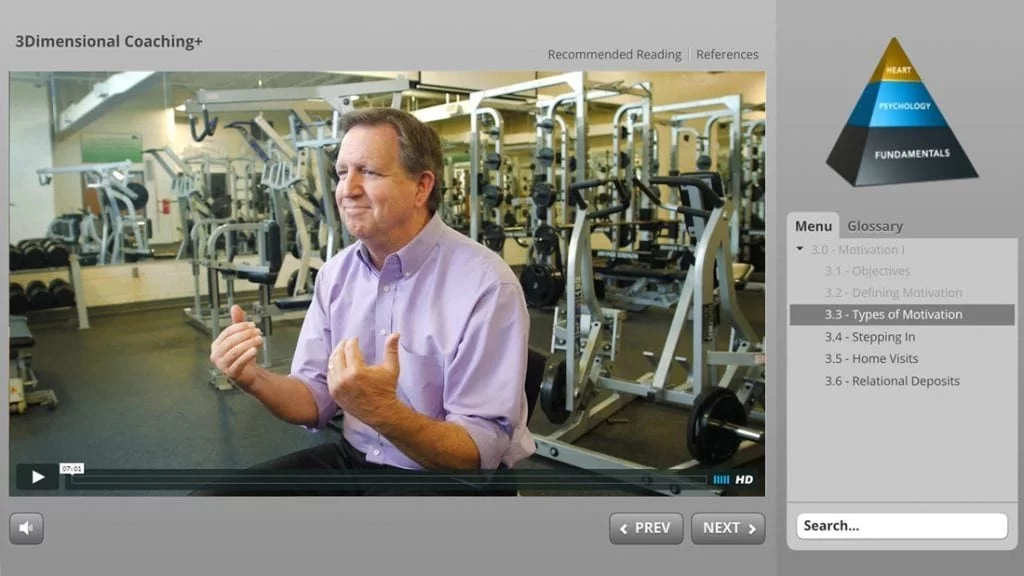 3Dimensional Coaching+
Recommended Reading
References
HEART
PSYCHOLOGY
FUNDAMENTALS
Menu
Glossary
3.0 - Motivation I
3.1 - Objectives
3.2 - Defining Motivation
3.3 - Types of Motivation
3.4 - Stepping In
3.5 - Home Visits
3.6 - Relational Deposits
07:01
HD
PREV
NEXT
Search...